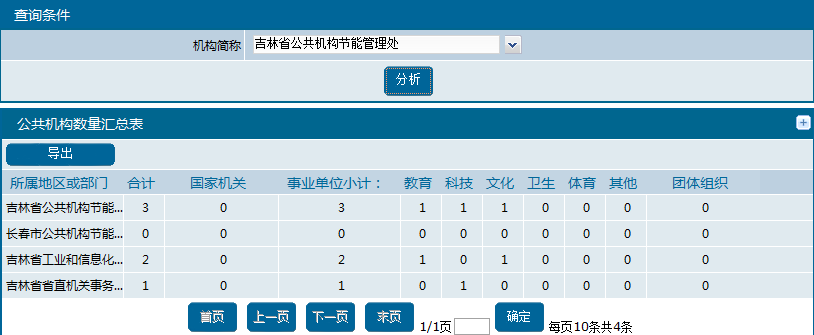 查询条件
机构简称 吉林省公共机构节能管理处
分析
公共机构数量汇总表
导出
所属地区或部门 合计 国家机关 事业单位小计： 教育 科技 文化 卫生 体育 其他 团体组织
吉林省公共机构节能... 3 0 3 1 1 1 0 0 0 0
长春市公共机构节能... 0 0 0 0 0 0 0 0 0 0
吉林省工业和信息化... 2 0 2 1 0 1 0 0 0 0
吉林省省直机关事务... 1 0 1 0 1 0 0 0 0 0
首页 上一页 下一页 末页 1/1页 确定 每页10条共4条